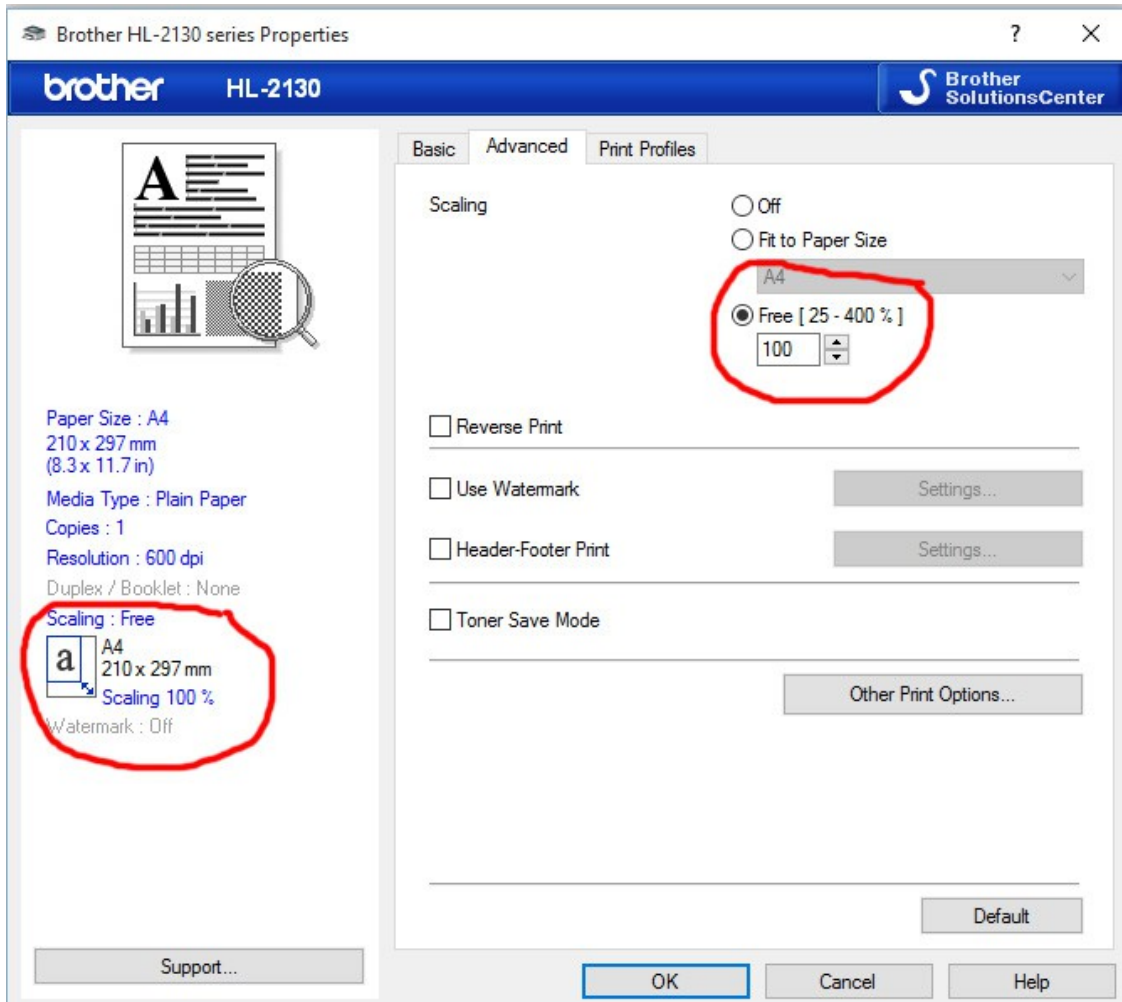 Brother HL-2130 series Properties
?
brother HL-2130
Brother
SolutionsCenter
A
Paper Size : A4
210 x 297 mm
(8.3 x 11.7 in)
Media Type : Plain Paper
Copies : 1
Resolution : 600 dpi
Duplex / Booklet : None
Scaling : Free
a
A4
210 x 297 mm
Scaling 100 %
Watermark : Off
Support...
Basic Advanced Print Profiles
Scaling
Off
Fit to Paper Size
A4
Free [ 25 - 400 % ]
100
Reverse Print
Use Watermark Settings...
Header-Footer Print Settings...
Toner Save Mode
Other Print Options...
Default
OK Cancel Help